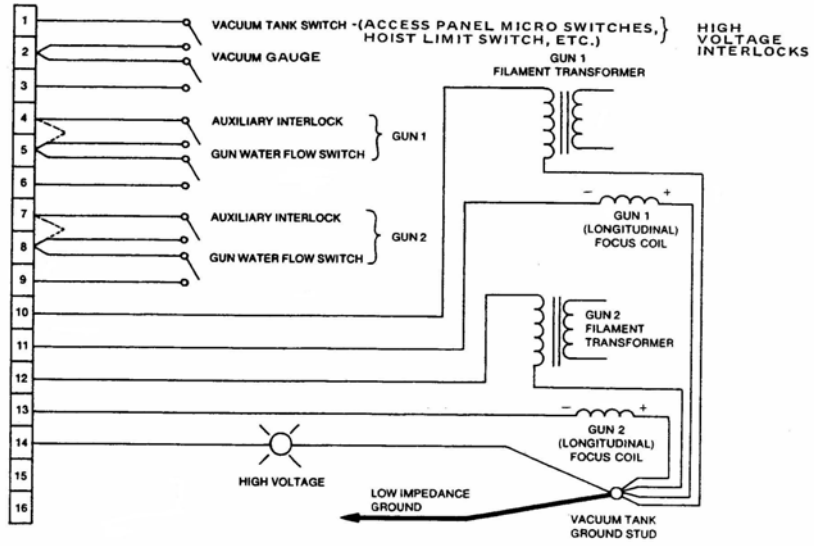 1
VACUUM TANK SWITCH -(ACCESS PANEL MICRO SWITCHES,
HOIST LIMIT SWITCH, ETC.)
HIGH
VOLTAGE
INTERLOCKS
2
VACUUM GAUGE
GUN 1
FILAMENT TRANSFORMER
3
4
AUXILIARY INTERLOCK
GUN 1
5
GUN WATER FLOW SWITCH
6
- +
GUN 1
(LONGITUDINAL)
FOCUS COIL
7
AUXILIARY INTERLOCK
GUN 2
8
GUN WATER FLOW SWITCH
9
10
GUN 2
FILAMENT
TRANSFORMER
11
12
13
- +
GUN 2
(LONGITUDINAL)
FOCUS COIL
14
HIGH VOLTAGE
15
LOW IMPEDANCE
GROUND
16
VACUUM TANK
GROUND STUD